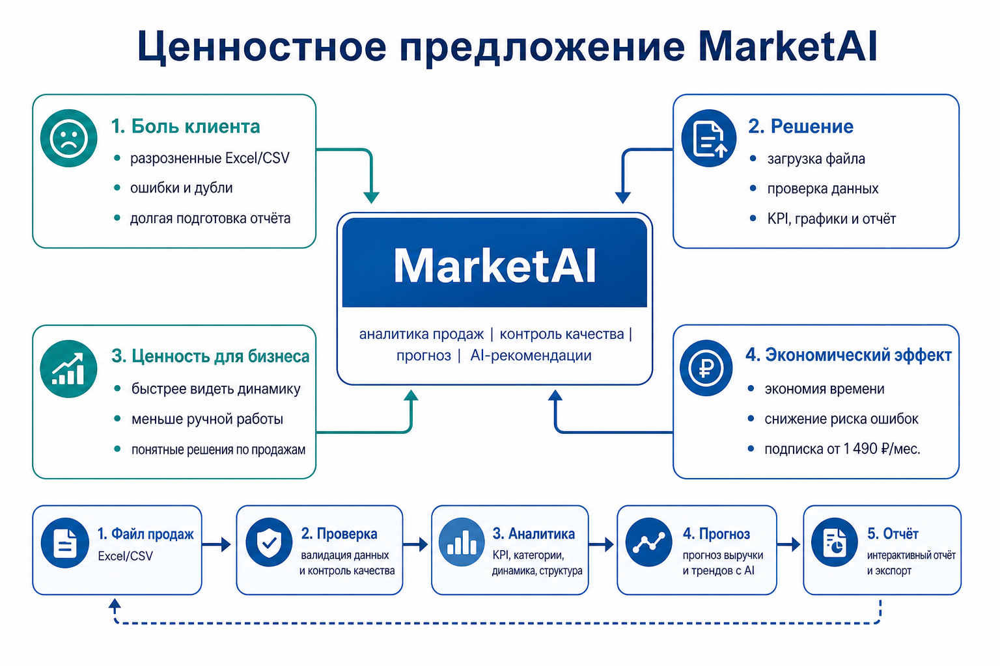 Ценностное предложение MarketAI
1. Боль клиента
• разрозненные Excel/CSV
• ошибки и дубли
• долгая подготовка отчёта
2. Решение
• загрузка файла
• проверка данных
• KPI, графики и отчёт
MarketAI
аналитика продаж | контроль качества |
прогноз | AI-рекомендации
3. Ценность для бизнеса
• быстрее видеть динамику
• меньше ручной работы
• понятные решения по продажам
4. Экономический эффект
• экономия времени
• снижение риска ошибок
• подписка от 1 490 ₽/мес.
1. Файл продаж
Excel/CSV
2. Проверка
валидация данных
и контроль качества
3. Аналитика
KPI, категории,
динамика, структура
4. Прогноз
прогноз выручки
и трендов с AI
5. Отчёт
интерактивный отчёт
и экспорт